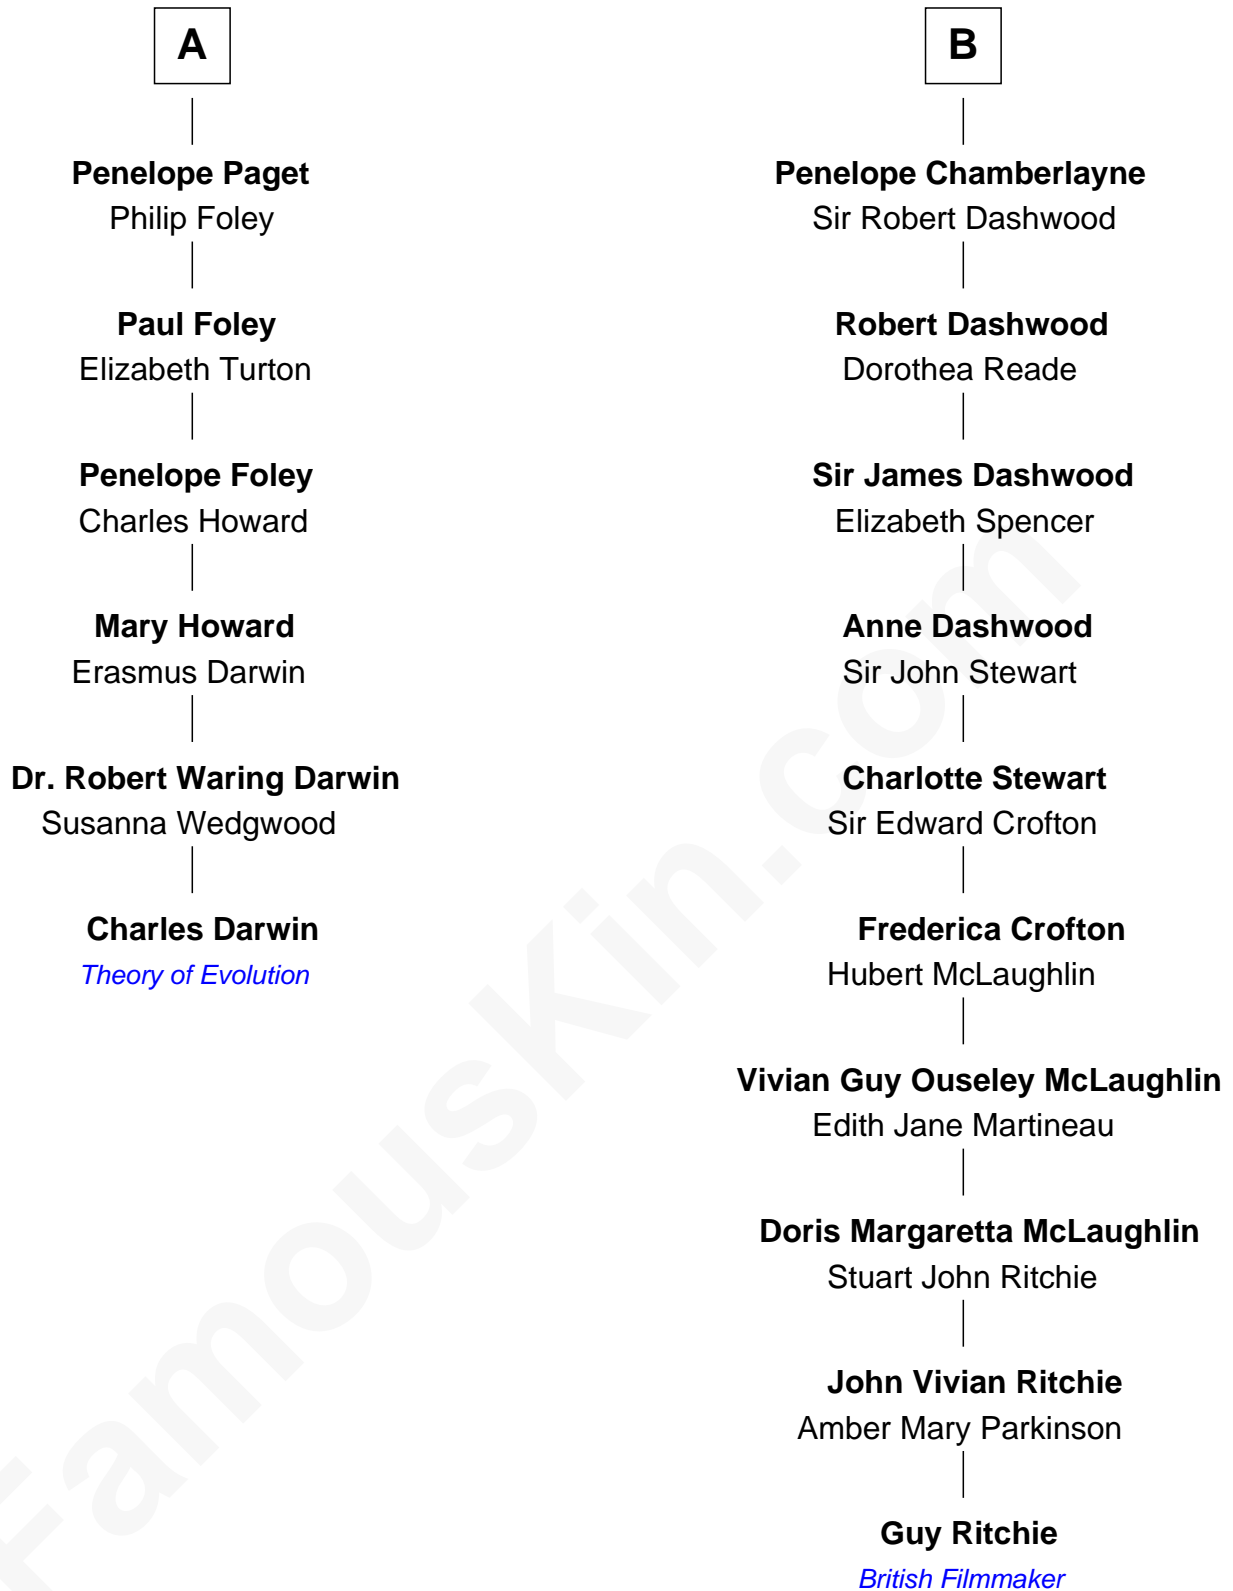 A
Penelope Paget
Philip Foley
Paul Foley
Elizabeth Turton
Penelope Foley
Charles Howard
Mary Howard
Erasmus Darwin
Dr. Robert Waring Darwin
Susanna Wedgwood
Charles Darwin
Theory of Evolution
B
Penelope Chamberlayne
Sir Robert Dashwood
Robert Dashwood
Dorothea Reade
Sir James Dashwood
Elizabeth Spencer
Anne Dashwood
Sir John Stewart
Charlotte Stewart
Sir Edward Crofton
Frederica Crofton
Hubert McLaughlin
Vivian Guy Ouseley McLaughlin
Edith Jane Martineau
Doris Margaretta McLaughlin
Stuart John Ritchie
John Vivian Ritchie
Amber Mary Parkinson
Guy Ritchie
British Filmmaker
FamousKin.com